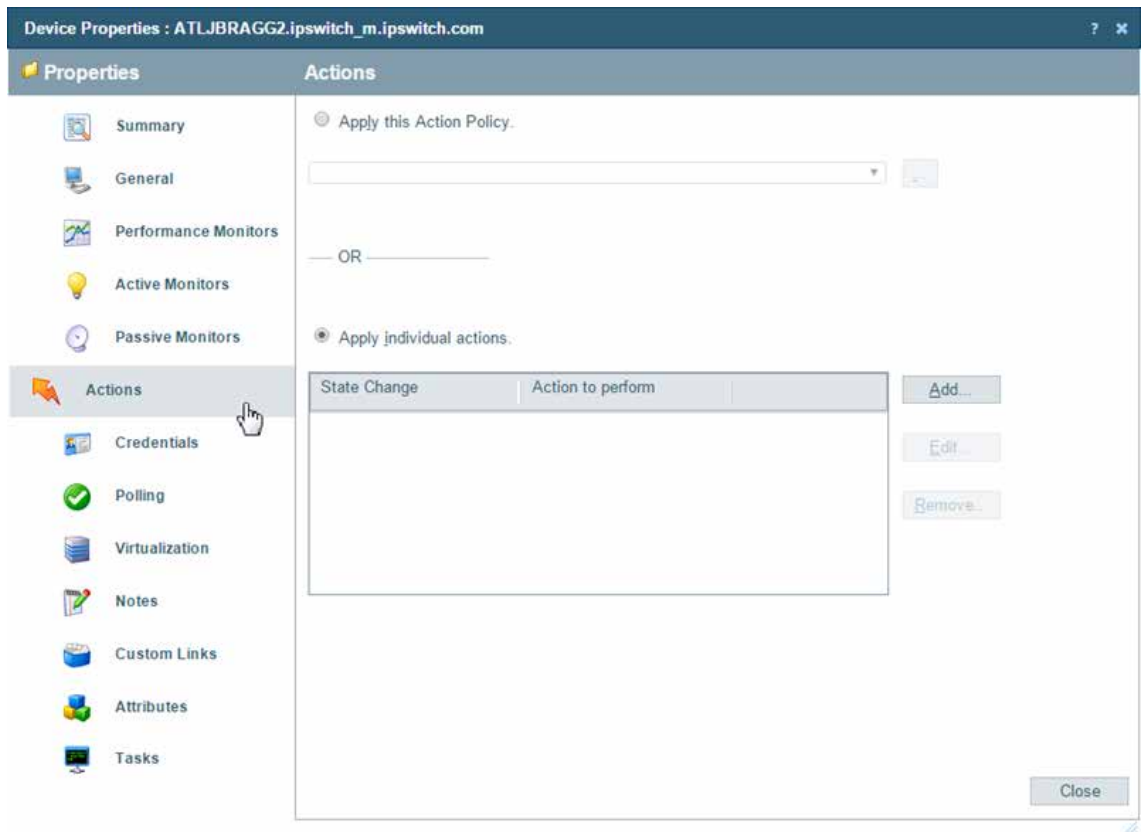 Device Properties : ATLJBRAGG2.ipswitch_m.ipswitch.com ?
Properties
Actions
Summary
General
Performance Monitors
Active Monitors
Passive Monitors
Actions
Credentials
Polling
Virtualization
Notes
Custom Links
Attributes
Tasks
Apply this Action Policy.
...
OR
Apply individual actions.
State Change Action to perform
Add...
Edit...
Remove...
Close